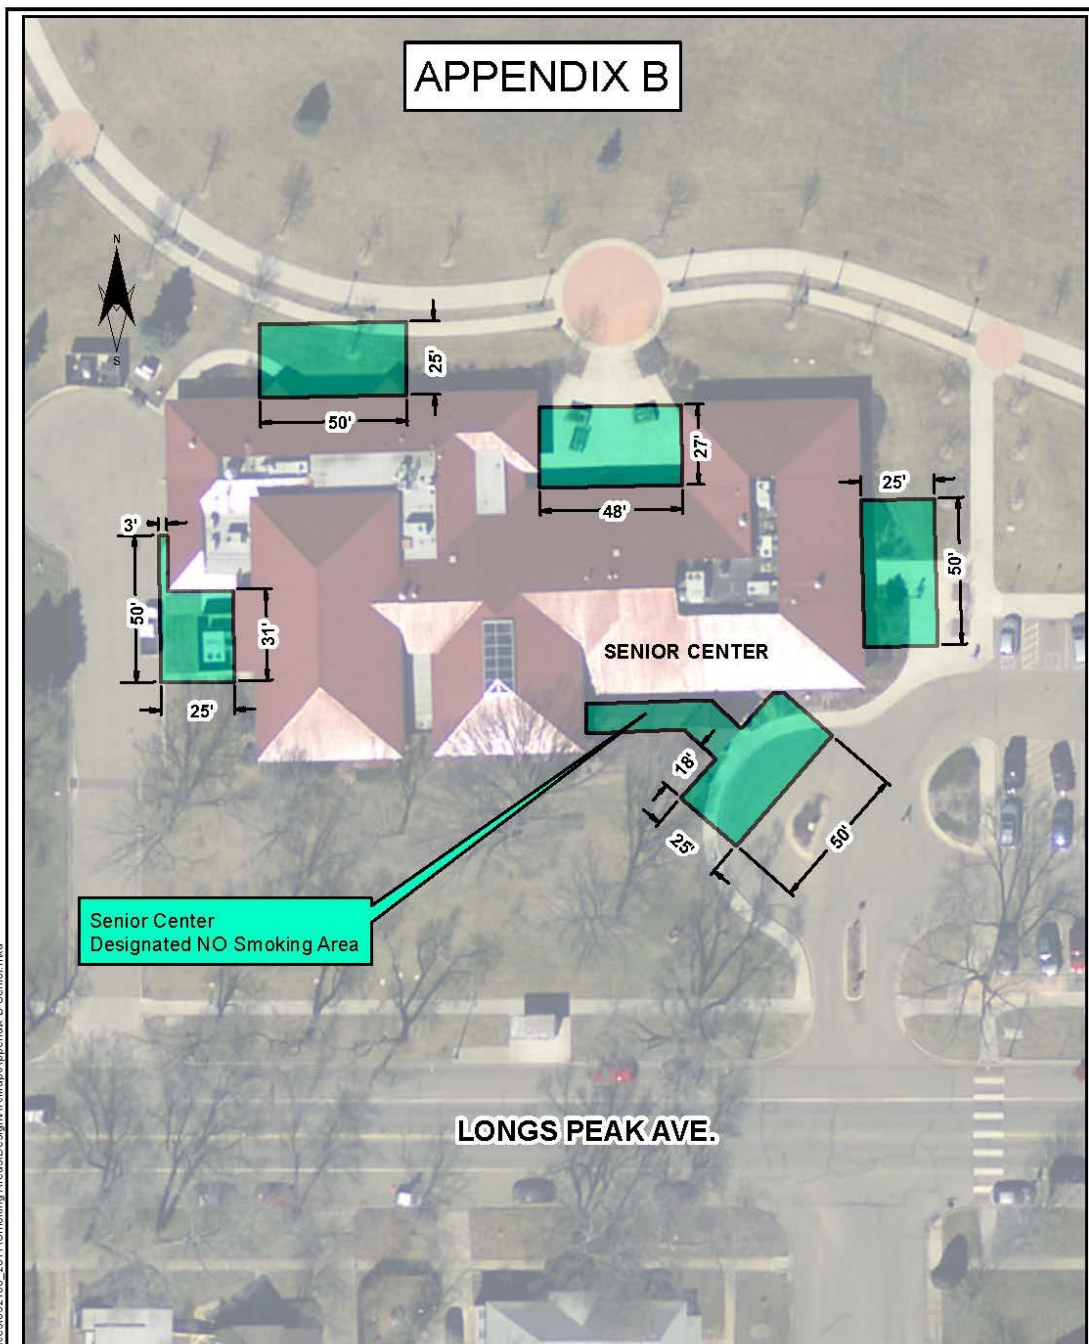 APPENDIX B
N
S
25'
50'
27'
48'
25'
50'
3'
50'
31'
25'
SENIOR CENTER
18'
25'
50'
Senior Center
Designated NO Smoking Area
LONGS PEAK AVE.